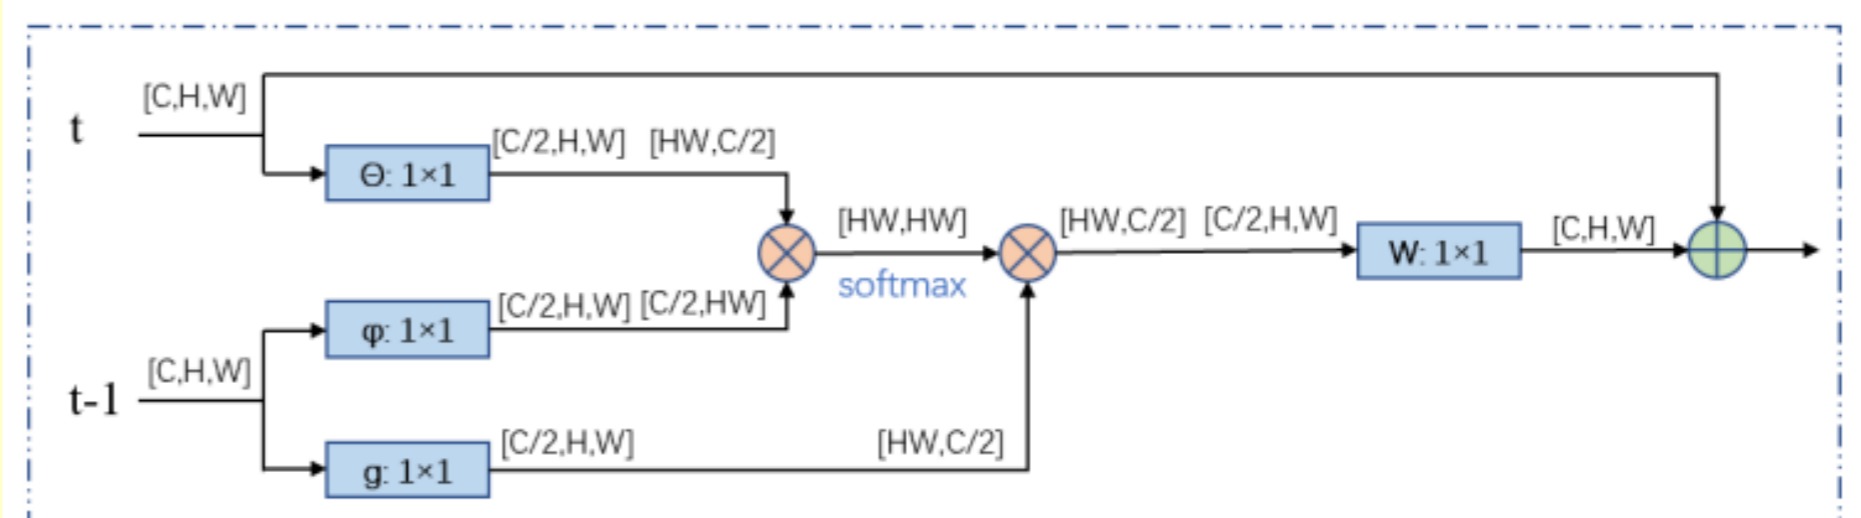 [C,H,W]
t
[C/2,H,W] [HW,C/2]
Θ: 1×1
[HW,HW]
softmax
[HW,C/2] [C/2,H,W]
W: 1×1
[C,H,W]
[C/2,H,W] [C/2,HW]
φ: 1×1
[C,H,W]
t-1
[C/2,H,W]
[HW,C/2]
g: 1×1